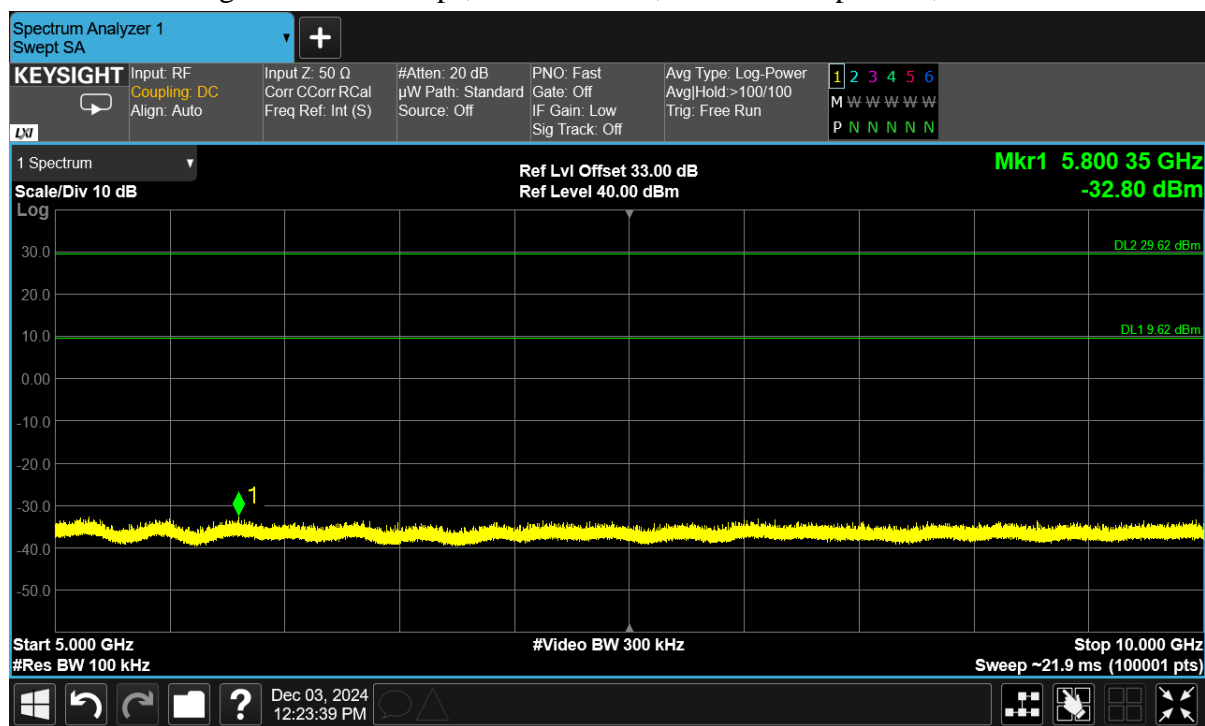 Spectrum Analyzer 1
Swept SA
+
KEYSIGHT
LXI
Input: RF
Coupling: DC
Align: Auto
Input Z: 50 Ω
Corr CCorr RCal
Freq Ref: Int (S)
#Atten: 20 dB
µW Path: Standard
Source: Off
PNO: Fast
Gate: Off
IF Gain: Low
Sig Track: Off
Avg Type: Log-Power
Avg|Hold:>100/100
Trig: Free Run
1 2 3 4 5 6
M W W W W W
P N N N N N
1 Spectrum
Scale/Div 10 dB
Log
Ref Lvl Offset 33.00 dB
Ref Level 40.00 dBm
Mkr1 5.800 35 GHz
-32.80 dBm
30.0
DL2 29.62 dBm
20.0
10.0
DL1 9.62 dBm
0.00
-10.0
-20.0
1
-30.0
-40.0
-50.0
Start 5.000 GHz
#Res BW 100 kHz
#Video BW 300 kHz
Stop 10.000 GHz
Sweep ~21.9 ms (100001 pts)
?
Dec 03, 2024
12:23:39 PM